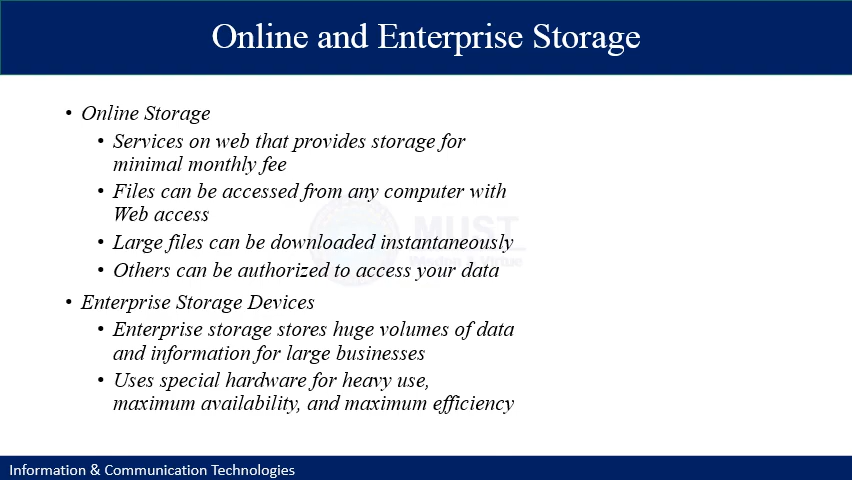 Online and Enterprise Storage
• Online Storage
• Services on web that provides storage for
minimal monthly fee
• Files can be accessed from any computer with
Web access
• Large files can be downloaded instantaneously
• Others can be authorized to access your data
• Enterprise Storage Devices
• Enterprise storage stores huge volumes of data
and information for large businesses
• Uses special hardware for heavy use,
maximum availability, and maximum efficiency
MUST
Wisdom & Virtue
Information & Communication Technologies